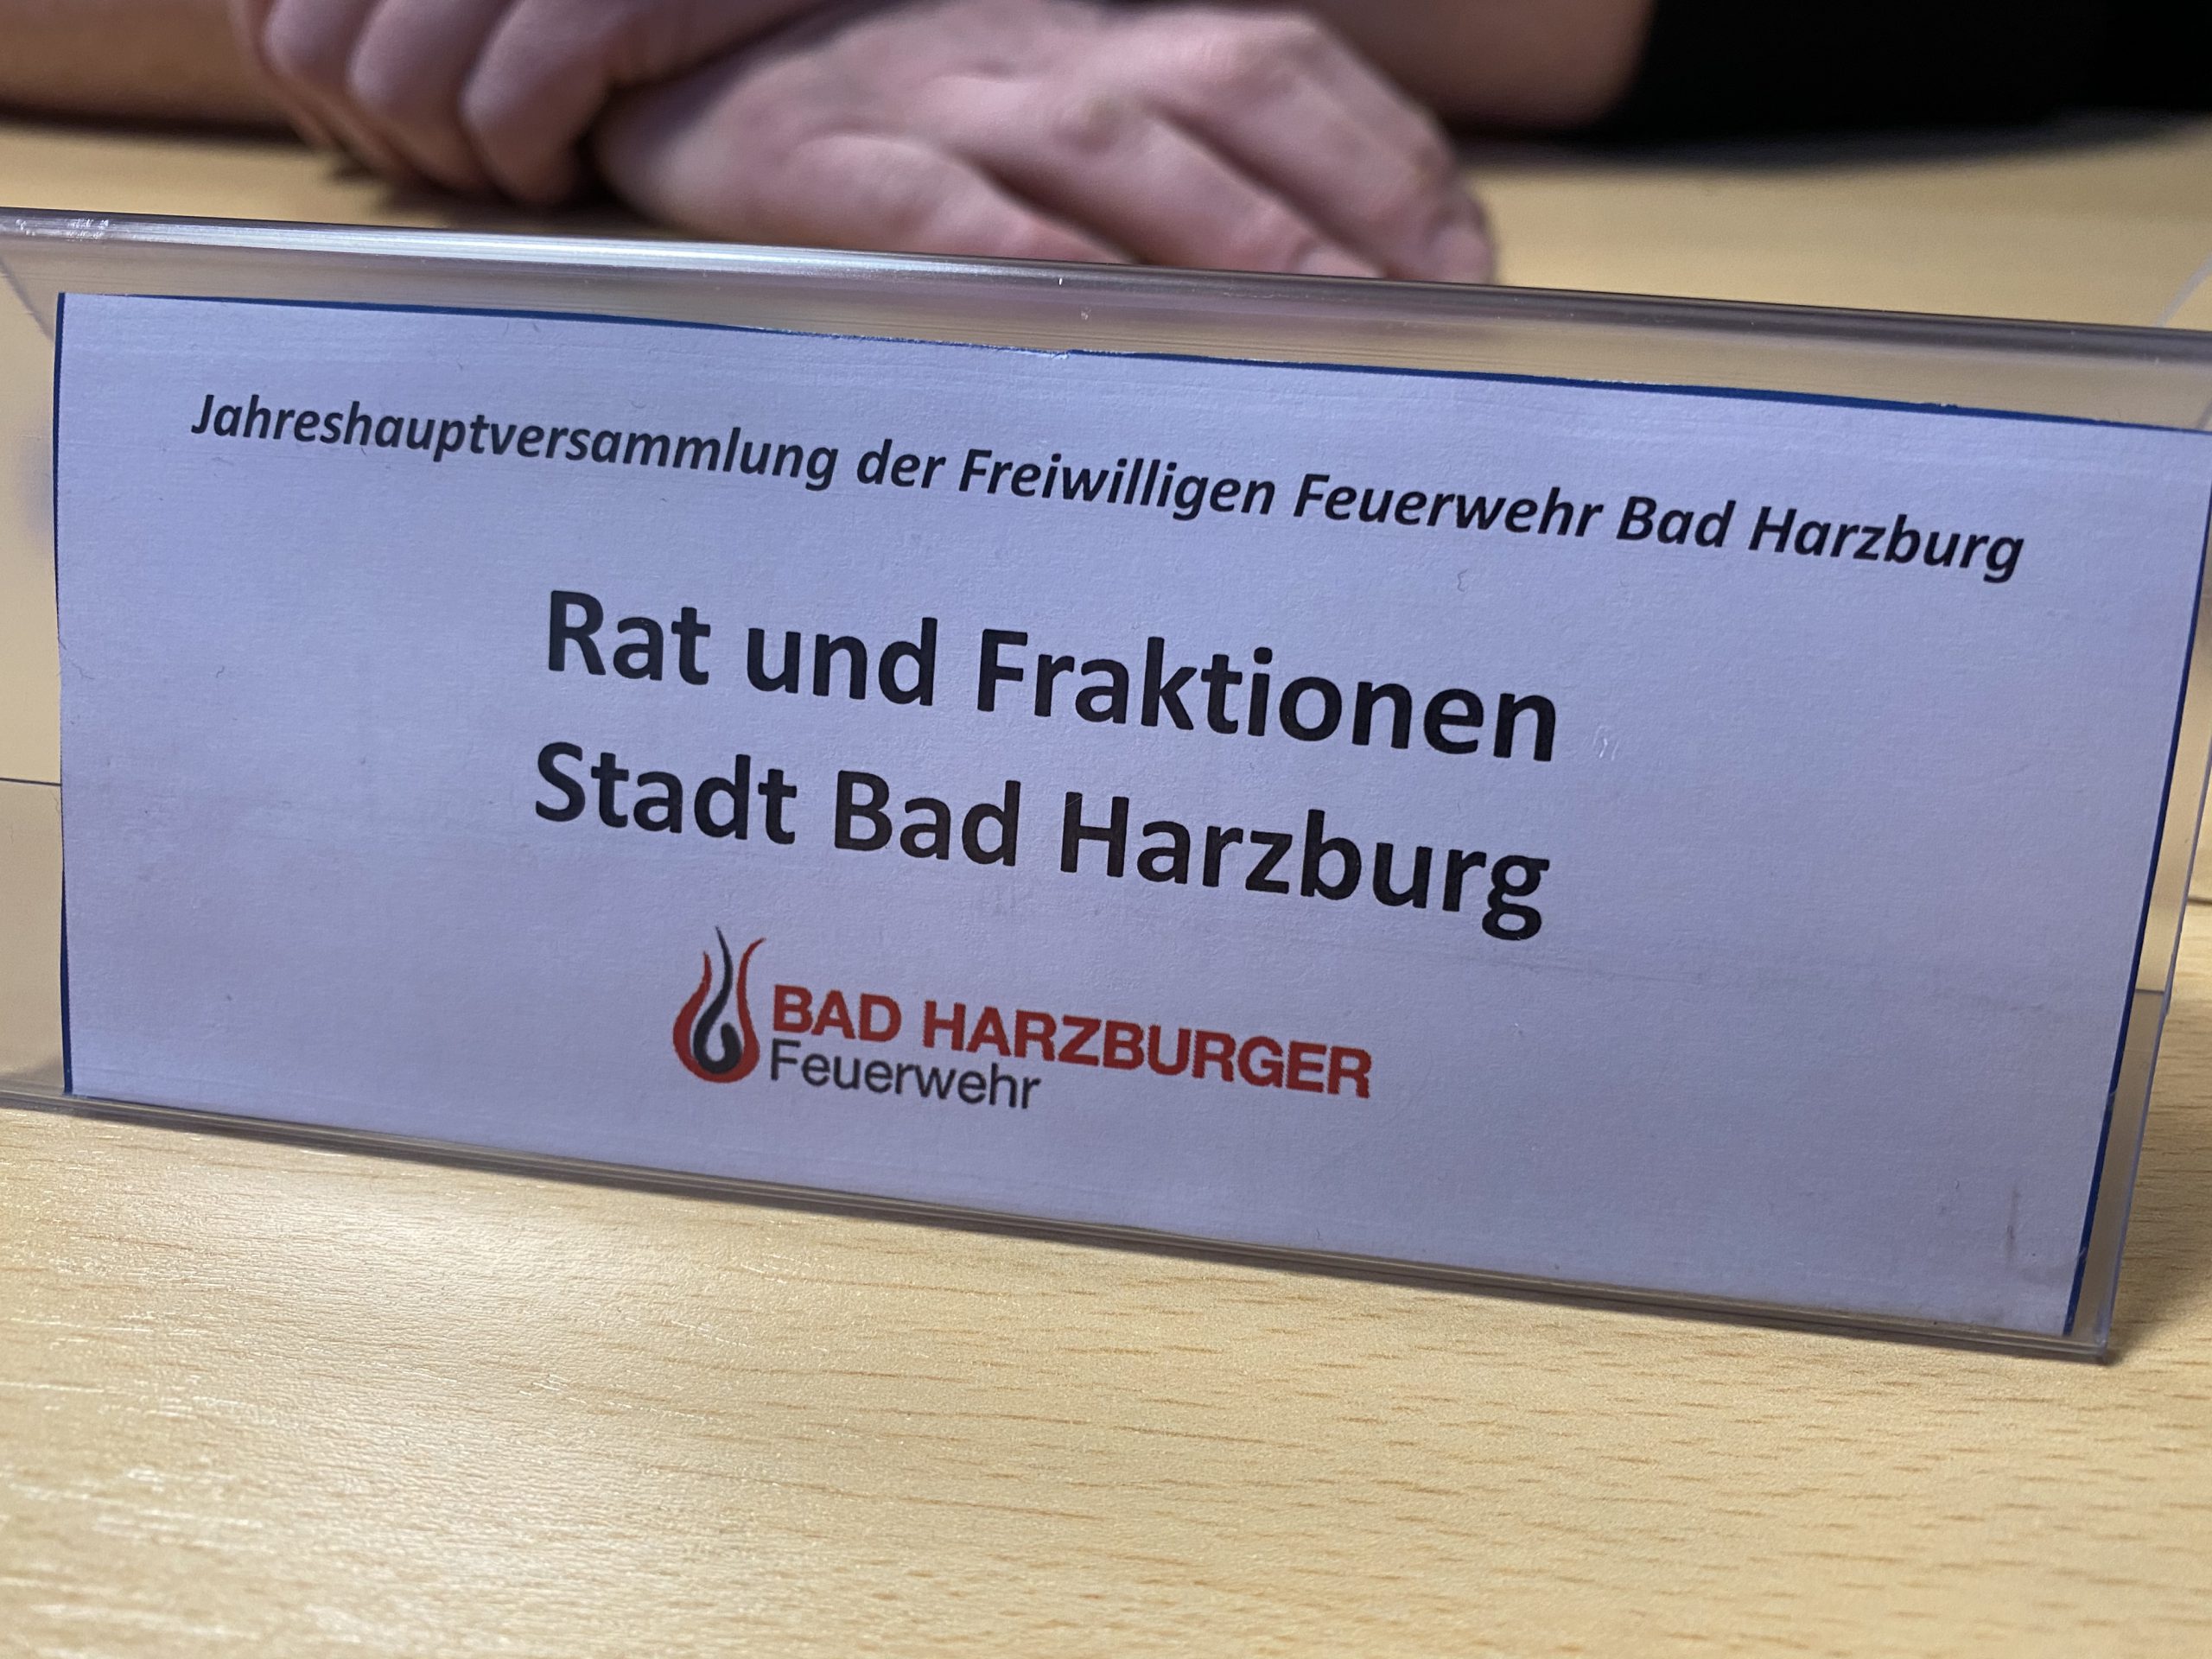 Jahreshauptversammlung der Freiwilligen Feuerwehr Bad Harzburg
Rat und Fraktionen
Stadt Bad Harzburg
BAD HARZBURGER
Feuerwehr